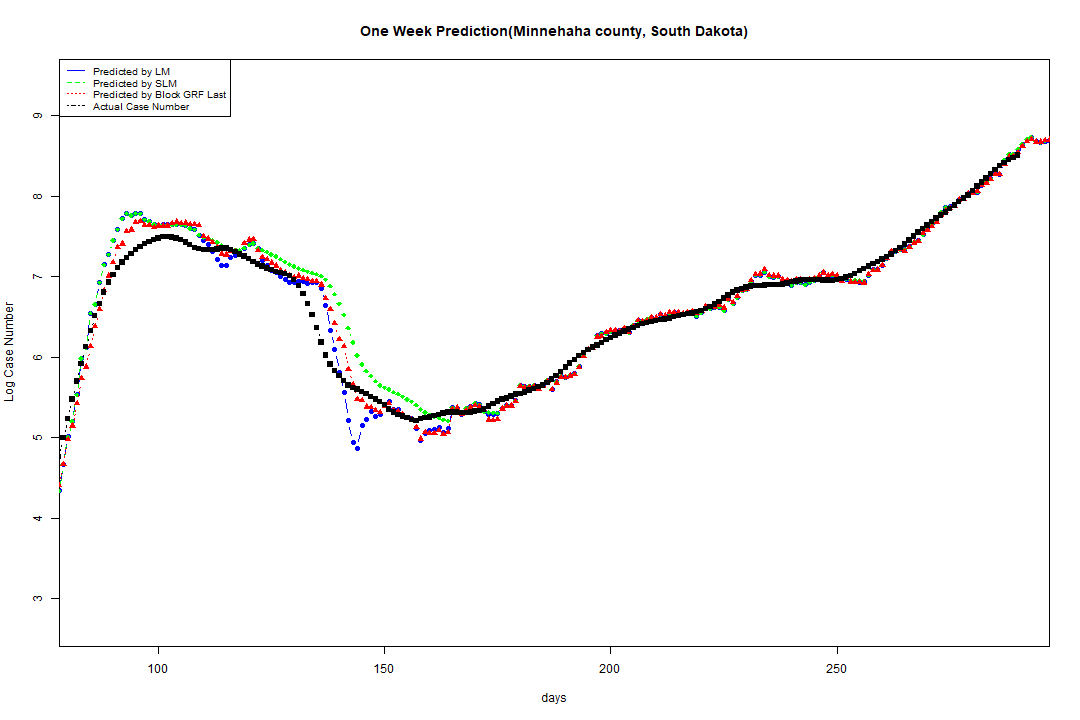 One Week Prediction(Minnehaha county, South Dakota)
Predicted by LM
Predicted by SLM
Predicted by Block GRF Last
Actual Case Number
9
8
7
6
5
4
3
Log Case Number
100 150 200 250
days